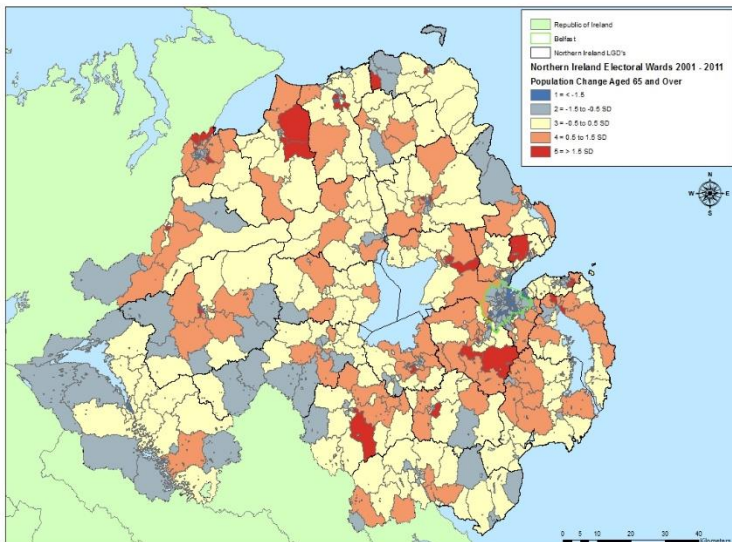 Republic of Ireland
Belfast
Northern Ireland LGD's
Northern Ireland Electoral Wards 2001 - 2011
Population Change Aged 65 and Over
1 = < -1.5
2 = -1.5 to -0.5 SD
3 = -0.5 to 0.5 SD
4 = 0.5 to 1.5 SD
5 = > 1.5 SD
N
W E
S
0 5 10 20 30 40
Kilometers